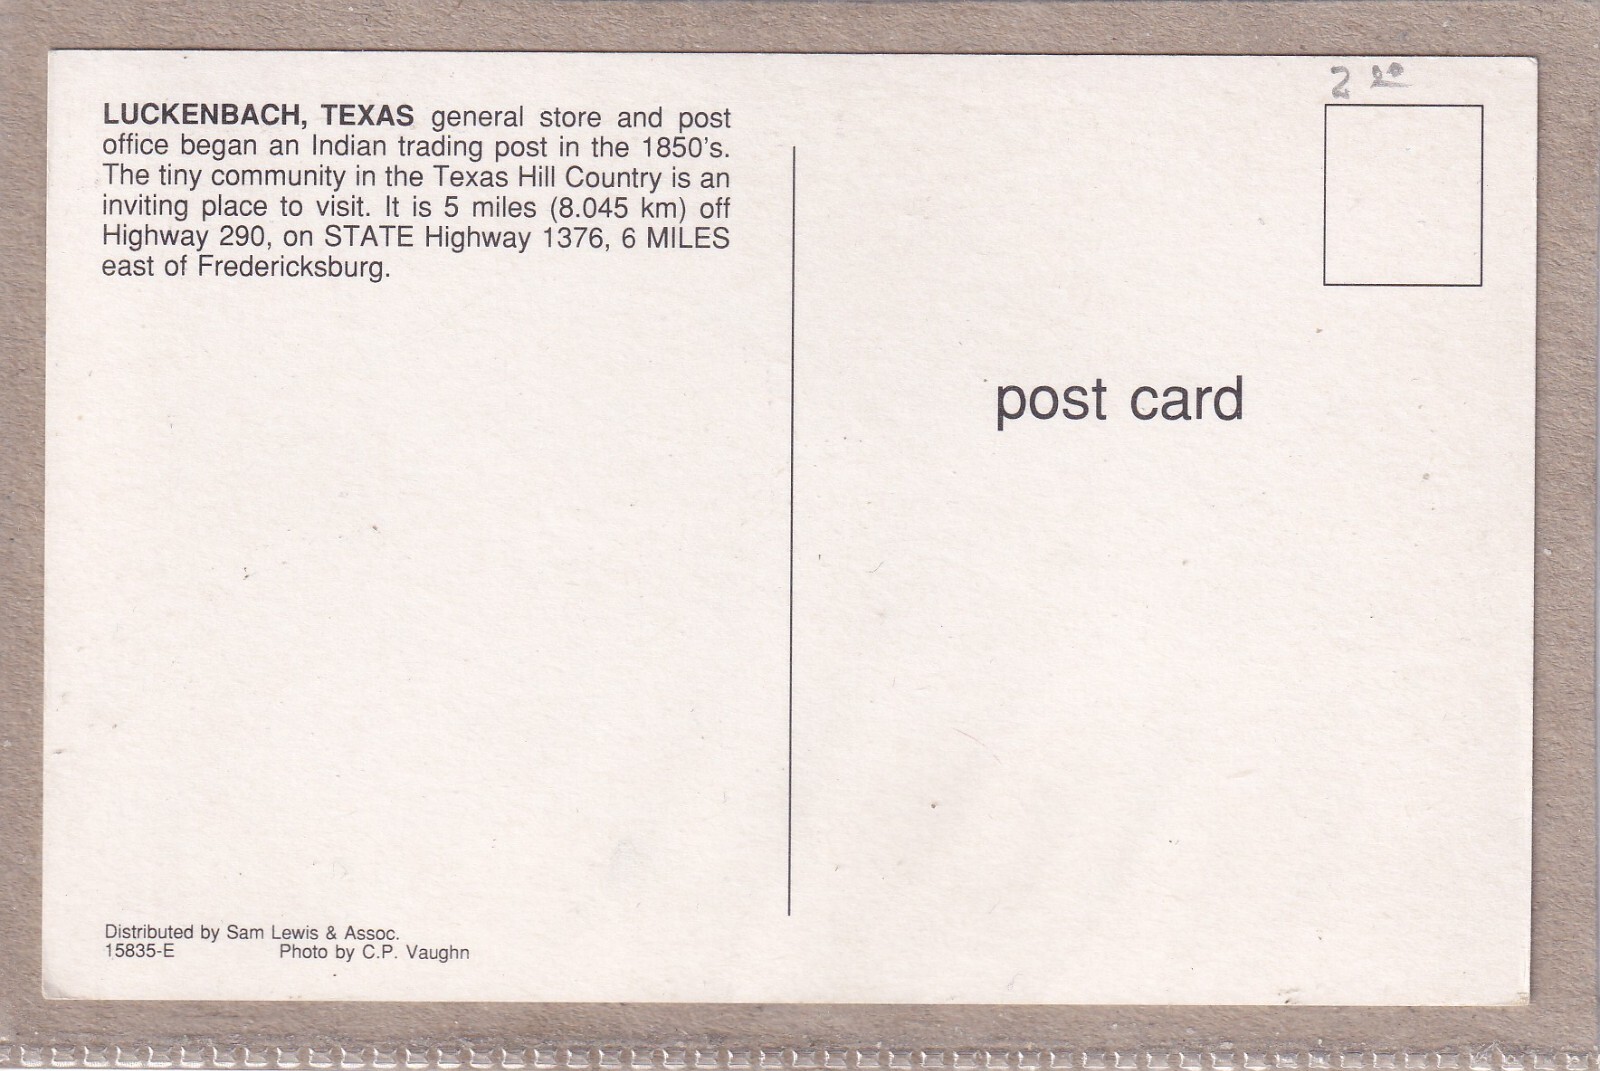 2 00
LUCKENBACH, TEXAS general store and post
office began an Indian trading post in the 1850's.
The tiny community in the Texas Hill Country is an
inviting place to visit. It is 5 miles (8.045 km) off
Highway 290, on STATE Highway 1376, 6 MILES
east of Fredericksburg.
post card
Distributed by Sam Lewis & Assoc.
15835-E Photo by C.P. Vaughn